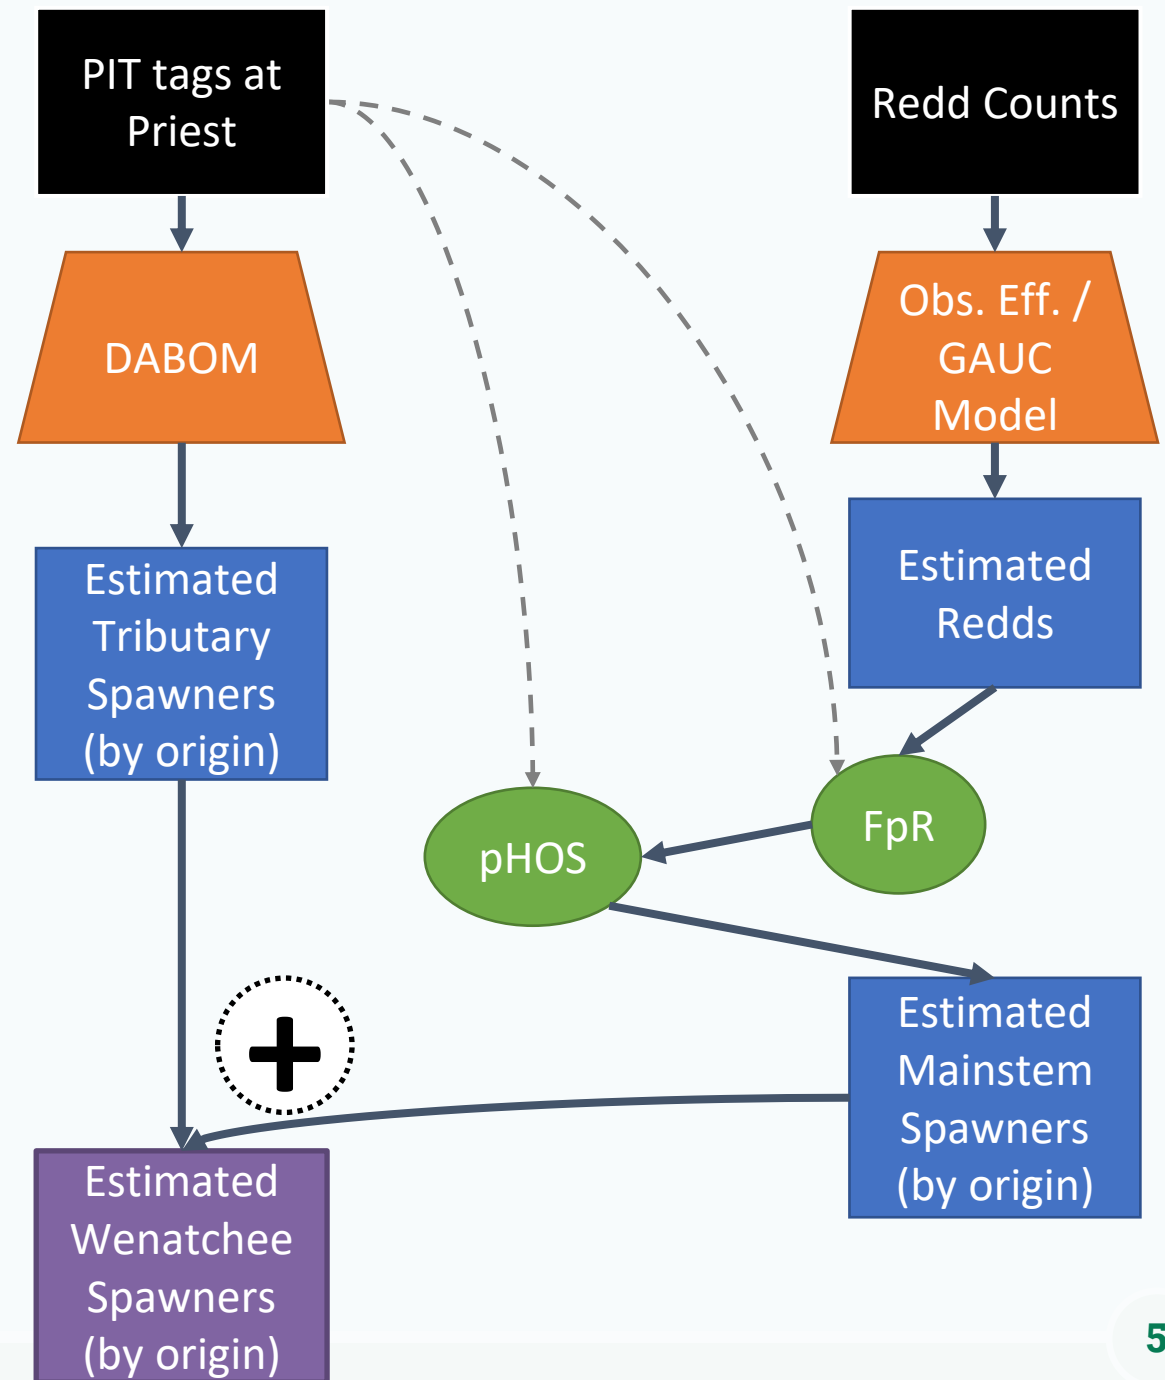 PIT tags at
Priest
Redd Counts
DABOM
Obs. Eff. /
GAUC
Model
Estimated
Tributary
Spawners
(by origin)
Estimated
Redds
FpR
pHOS
+
Estimated
Mainstem
Spawners
(by origin)
Estimated
Wenatchee
Spawners
(by origin)
5